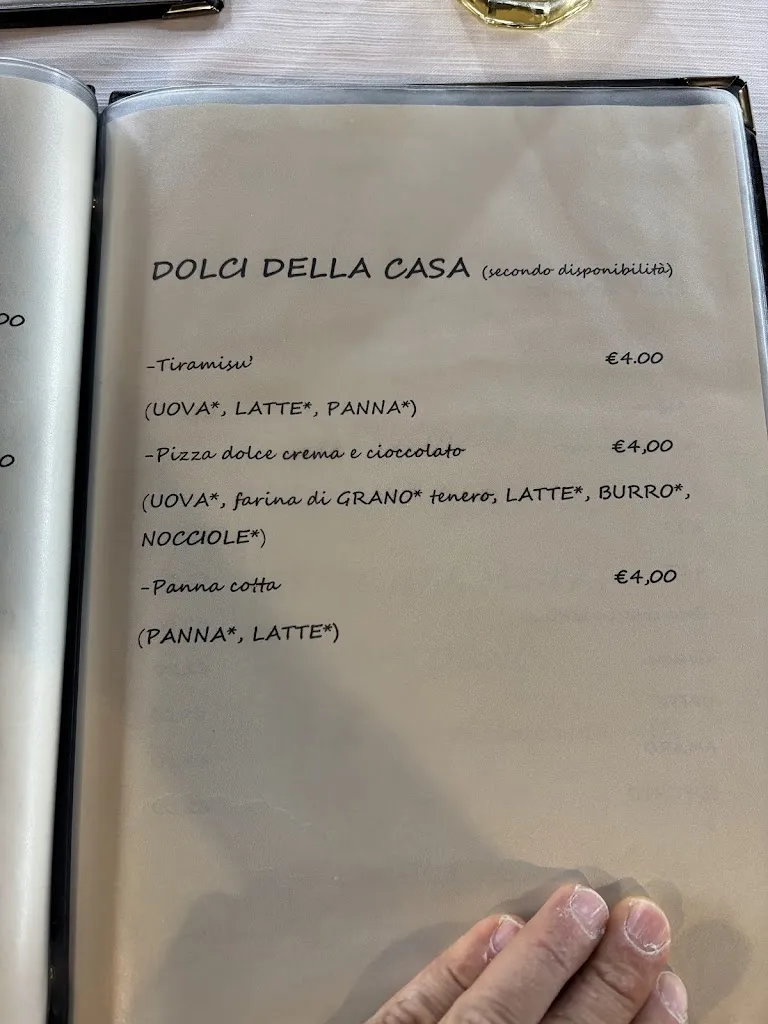 DOLCI DELLA CASA (secondo disponibilità)
-Tiramisu' €4.00
(UOVA*, LATTE*, PANNA*)
-Pizza dolce crema e cioccolato €4,00
(UOVA*, farina di GRANO* tenero, LATTE*, BURRO*,
NOCCIOLE*)
-Panna cotta €4,00
(PANNA*, LATTE*)